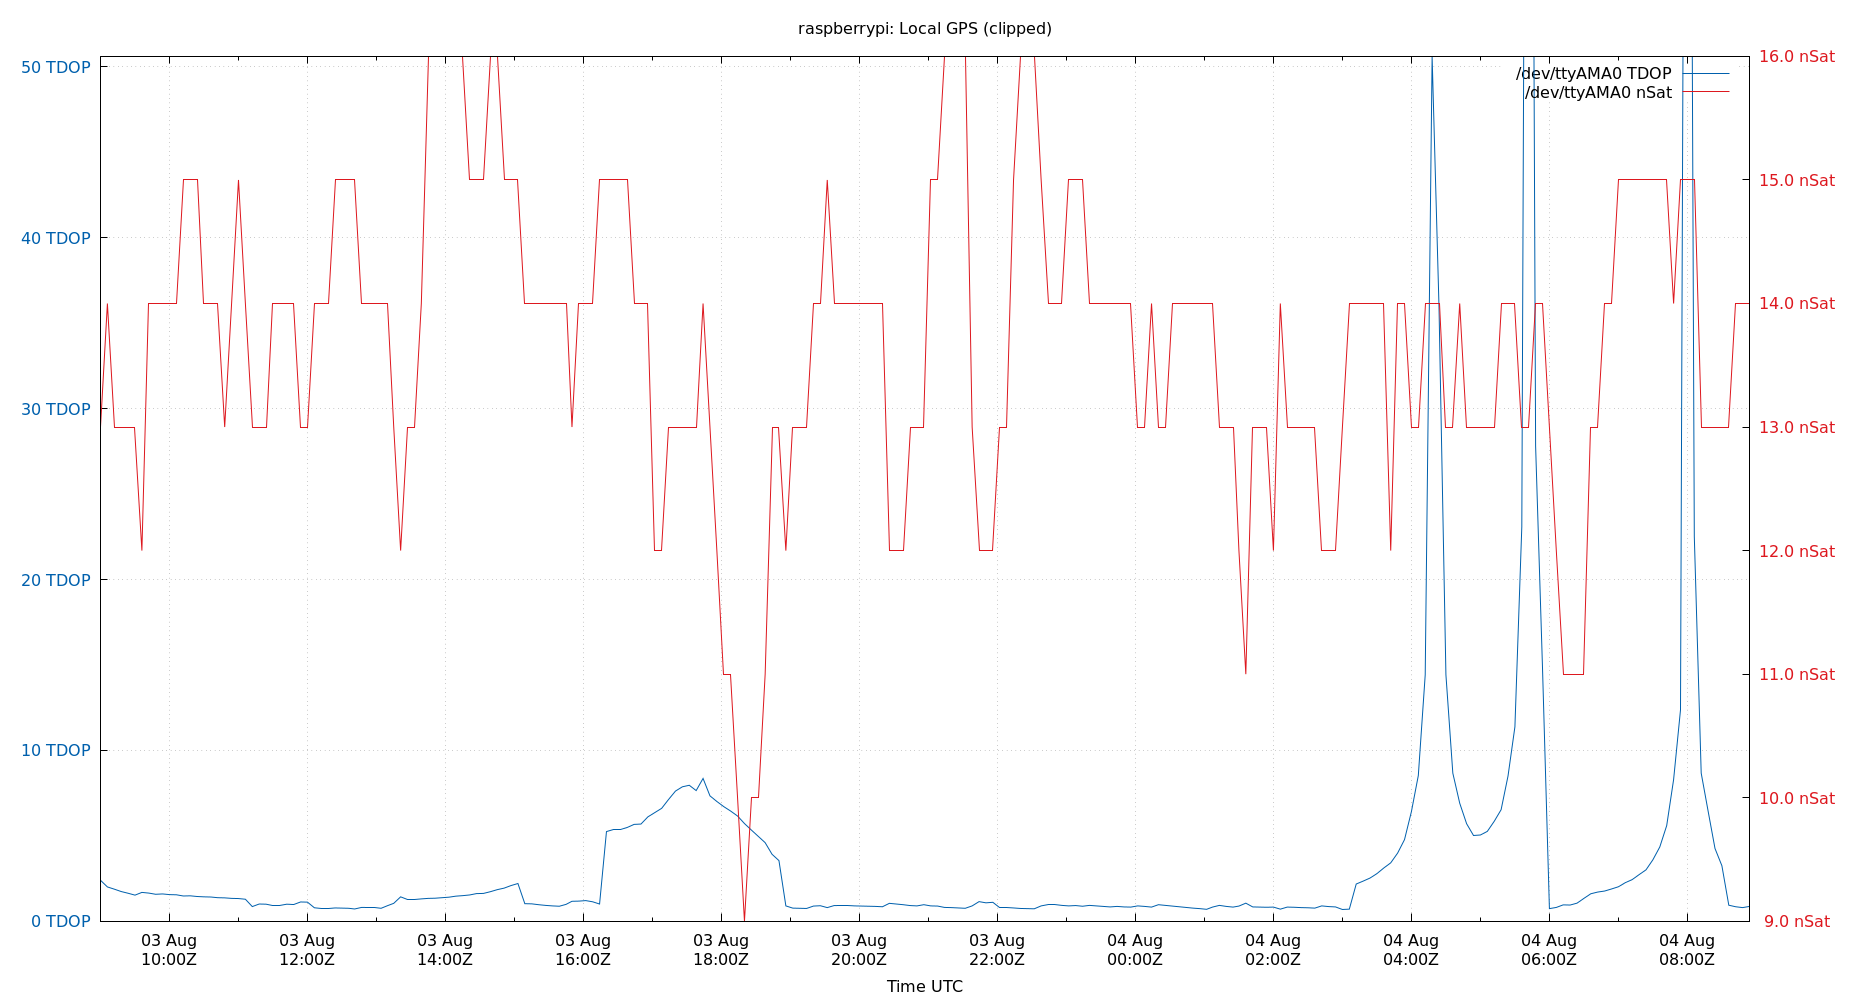 raspberrypi: Local GPS (clipped)
50 TDOP
40 TDOP
30 TDOP
20 TDOP
10 TDOP
0 TDOP
/dev/ttyAMA0 TDOP
/dev/ttyAMA0 nSat
16.0 nSat
15.0 nSat
14.0 nSat
13.0 nSat
12.0 nSat
11.0 nSat
10.0 nSat
9.0 nSat
03 Aug
10:00Z
03 Aug
12:00Z
03 Aug
14:00Z
03 Aug
16:00Z
03 Aug
18:00Z
03 Aug
20:00Z
03 Aug
22:00Z
04 Aug
00:00Z
04 Aug
02:00Z
04 Aug
04:00Z
04 Aug
06:00Z
04 Aug
08:00Z
Time UTC